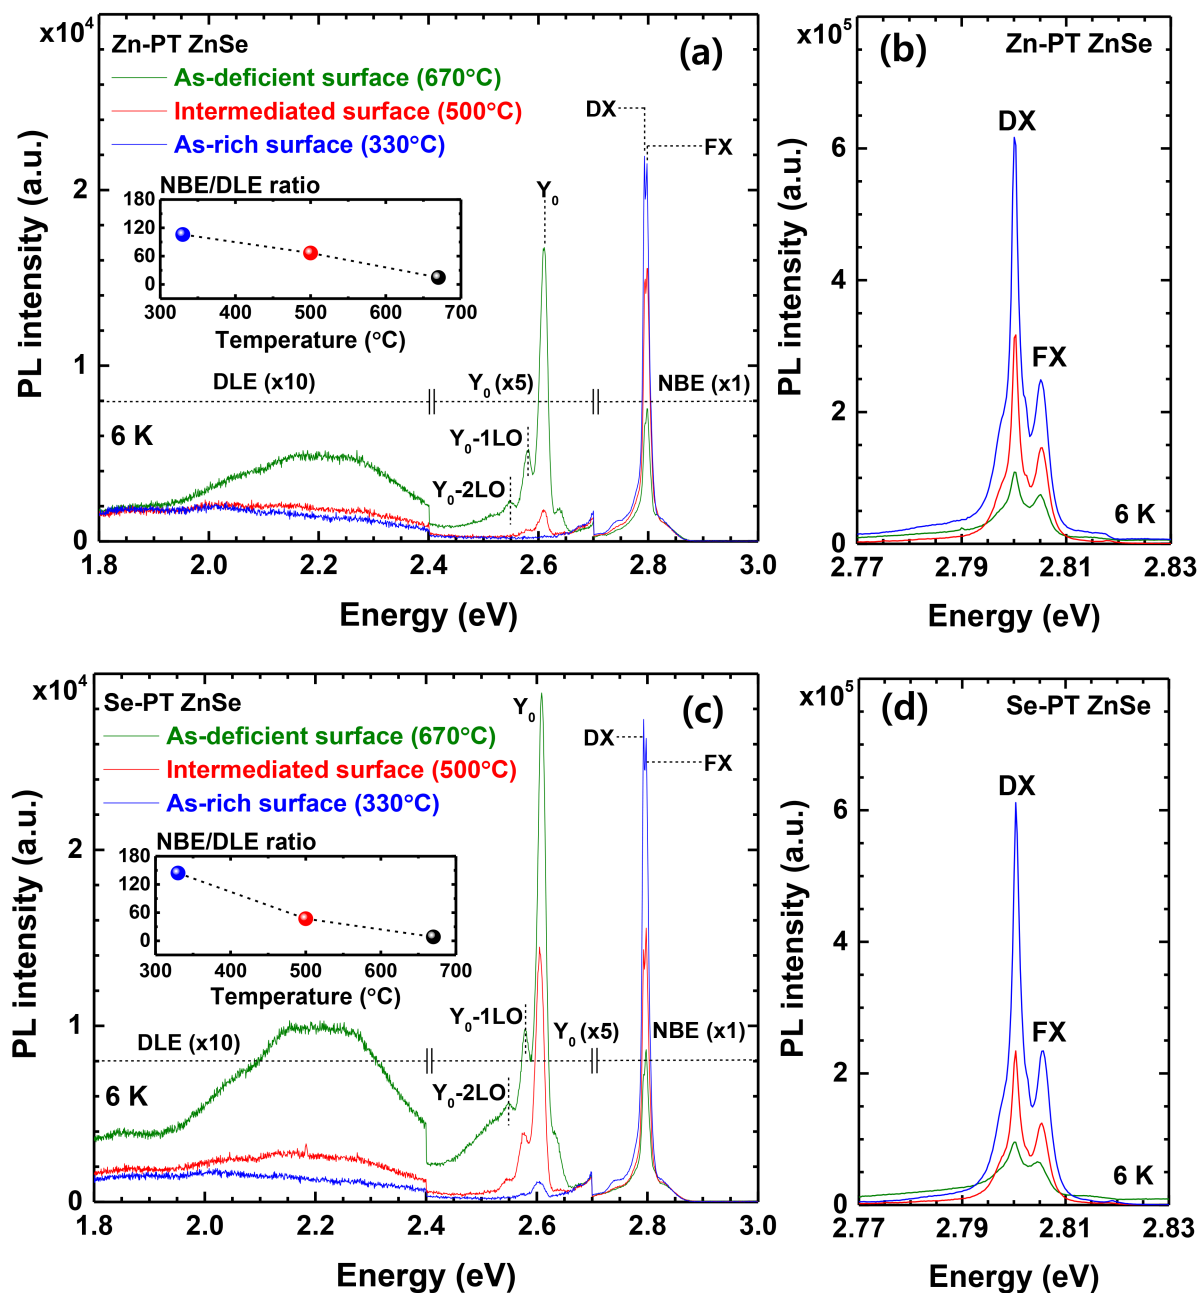 x10⁴
Zn-PT ZnSe
(a)
As-deficient surface (670°C)
Intermediated surface (500°C)
As-rich surface (330°C)
DX
FX
NBE/DLE ratio
180
120
60
0
300 400 500 600 700
Temperature (°C)
Y₀
DLE (x10)
Y₀ (x5)
NBE (x1)
6 K
Y₀-1LO
Y₀-2LO
2
1
0
PL intensity (a.u.)
1.8 2.0 2.2 2.4 2.6 2.8 3.0
Energy (eV)
x10⁵
(b)
Zn-PT ZnSe
DX
FX
6 K
6
4
2
0
PL intensity (a.u.)
2.77 2.79 2.81 2.83
Energy (eV)
x10⁴
Se-PT ZnSe
(c)
As-deficient surface (670°C)
Intermediated surface (500°C)
As-rich surface (330°C)
Y₀
DX
FX
NBE/DLE ratio
180
120
60
0
300 400 500 600 700
Temperature (°C)
Y₀-1LO
DLE (x10)
Y₀ (x5)
NBE (x1)
6 K
Y₀-2LO
2
1
0
PL intensity (a.u.)
1.8 2.0 2.2 2.4 2.6 2.8 3.0
Energy (eV)
x10⁵
(d)
Se-PT ZnSe
DX
FX
6 K
6
4
2
0
PL intensity (a.u.)
2.77 2.79 2.81 2.83
Energy (eV)